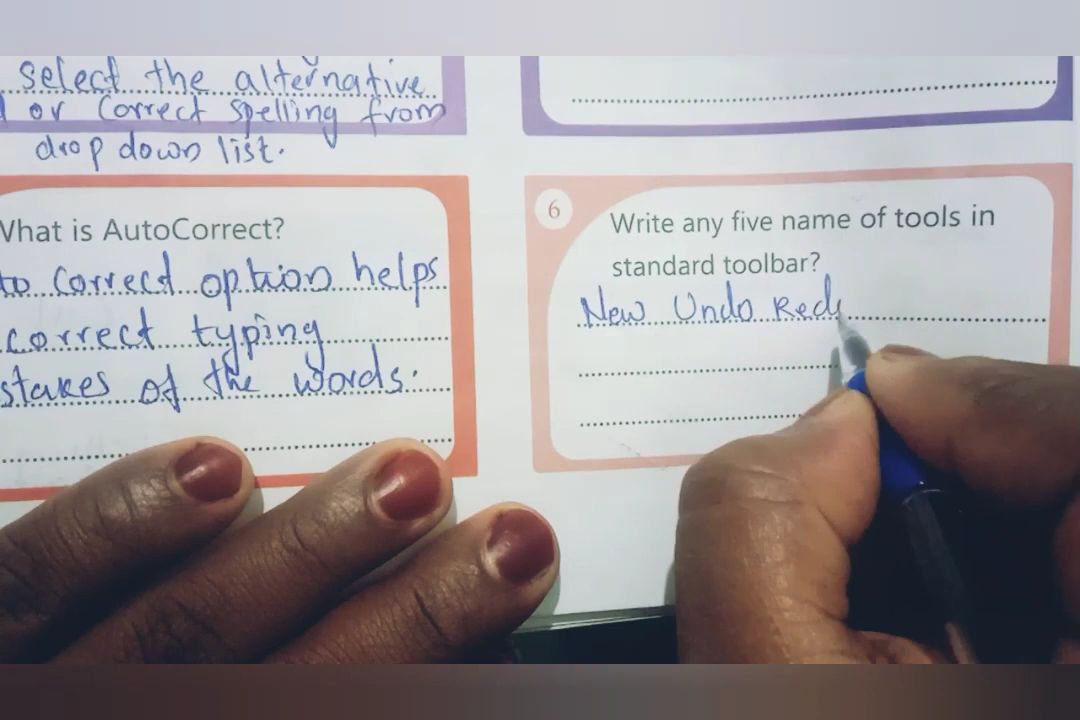 select the alternative
or correct spelling from
drop down list.
What is AutoCorrect?
to correct option helps
correct typing
stakes of the words.
6
Write any five name of tools in
standard toolbar?
New Undo Redo